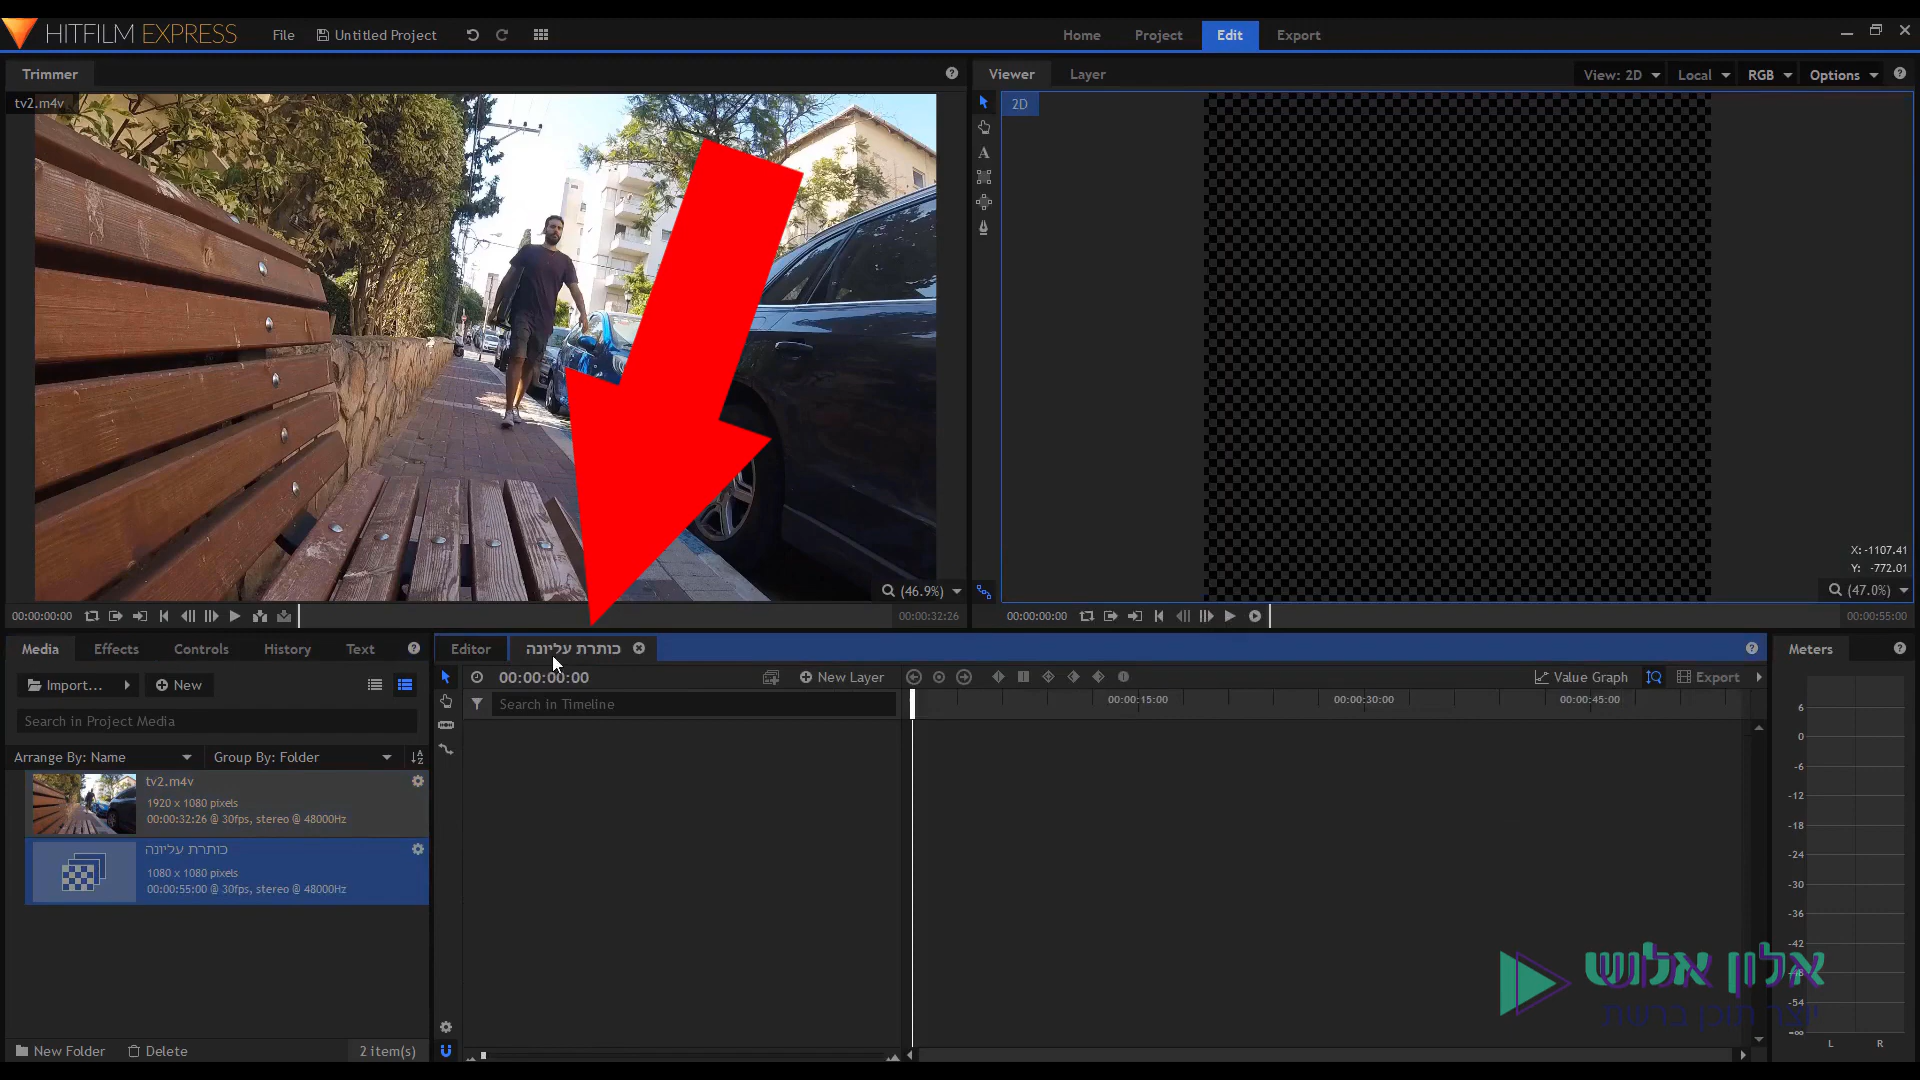 HITFILM EXPRESS
File
Untitled Project
Home
Project
Edit
Export
Trimmer
tv2.m4v
(46.9%)
00:00:00:00
00:00:32:26
Viewer
Layer
View: 2D
Local
RGB
Options
2D
A
X: -1107.41
Y: -772.01
(47.0%)
00:00:00:00
00:00:55:00
Media
Effects
Controls
History
Text
Import...
New
Search in Project Media
Arrange By: Name
Group By: Folder
tv2.m4v
1920 x 1080 pixels
00:00:32:26 @ 30fps, stereo @ 48000Hz
כותרת עליונה
1080 x 1080 pixels
00:00:55:00 @ 30fps, stereo @ 48000Hz
New Folder
Delete
2 item(s)
Editor
כותרת עליונה
00:00:00:00
New Layer
Value Graph
Export
Search in Timeline
00:00:15:00
00:00:30:00
00:00:45:00
Meters
6
0
-6
-12
-18
-24
-30
-36
-42
-48
-54
-∞
L
R
אלון אלוש
יוצר תוכן ברשת